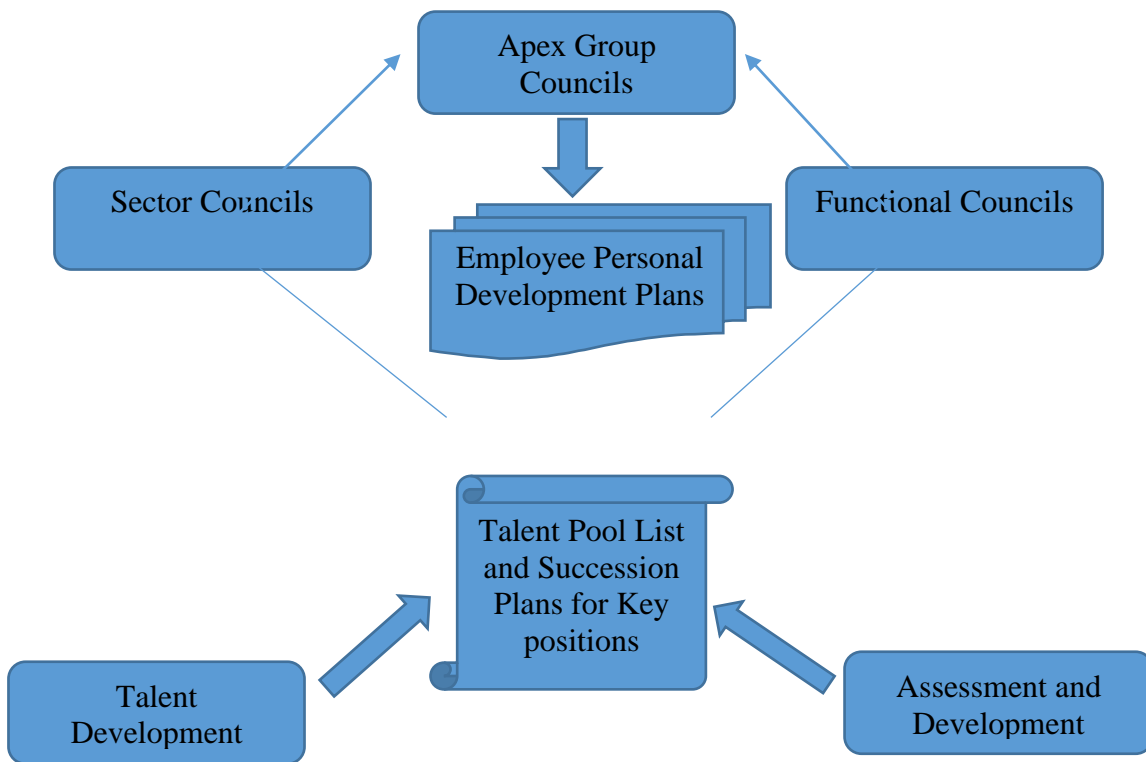 Apex Group
Councils
Sector Councils
Functional Councils
Employee Personal
Development Plans
Talent Pool List
and Succession
Plans for Key
positions
Talent
Development
Assessment and
Development